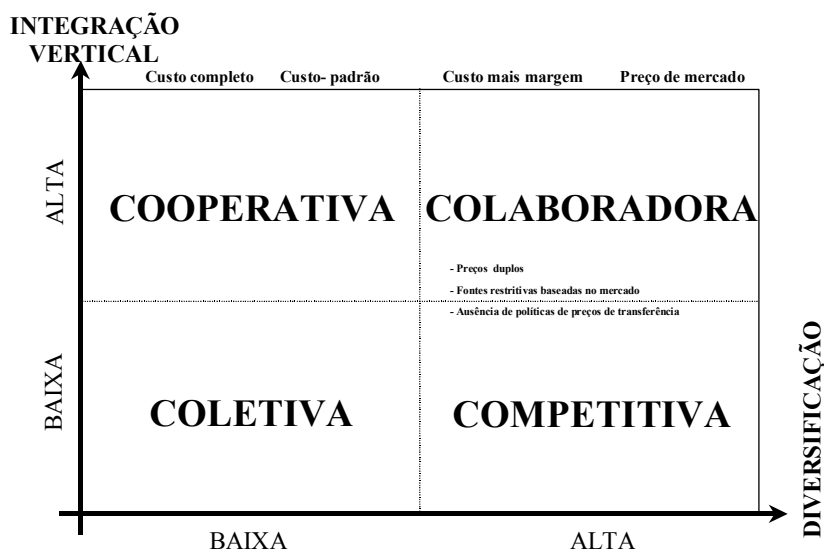 INTEGRAÇÃO
VERTICAL
Custo completo Custo- padrão Custo mais margem Preço de mercado
ALTA
COOPERATIVA COLABORADORA
- Preços duplos
- Fontes restritivas baseadas no mercado
- Ausência de políticas de preços de transferência
BAIXA
COLETIVA COMPETITIVA
DIVERSIFICAÇÃO
BAIXA ALTA